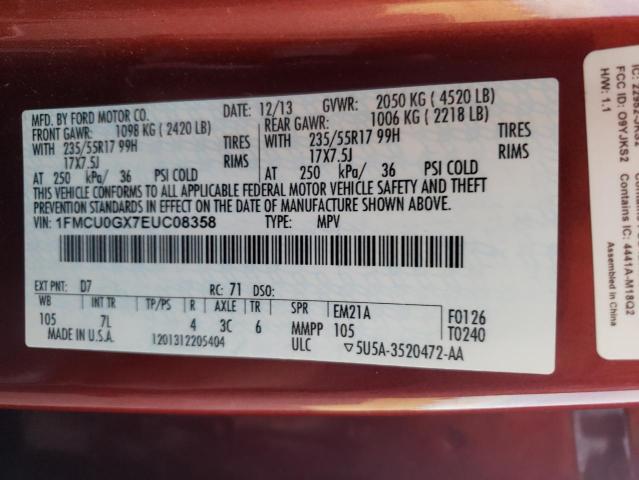 MFD. BY FORD MOTOR CO.
DATE: 12/13
GVWR: 2050 KG ( 4520 LB)
FRONT GAWR: 1098 KG ( 2420 LB)
REAR GAWR: 1006 KG ( 2218 LB)
WITH 235/55R17 99H TIRES
17X7.5J RIMS
AT 250 kPa/ 36 PSI COLD
WITH 235/55R17 99H TIRES
17X7.5J RIMS
AT 250 kPa/ 36 PSI COLD
THIS VEHICLE CONFORMS TO ALL APPLICABLE FEDERAL MOTOR VEHICLE SAFETY AND THEFT
PREVENTION STANDARDS IN EFFECT ON THE DATE OF MANUFACTURE SHOWN ABOVE.
VIN: 1FMCU0GX7EUC08358
TYPE: MPV
EXT PNT: D7 RC: 71 DSO:
WB INT TR TP/PS R AXLE TR SPR EM21A F0126
105 7L 4 3C 6 MMPP 105 T0240
MADE IN U.S.A. 1201312205404 ULC ▽5U5A-3520472-AA
FCC ID: O9YJKS2
H/W: 1.1
Contains IC: 4441A-M18Q2
Assembled in China